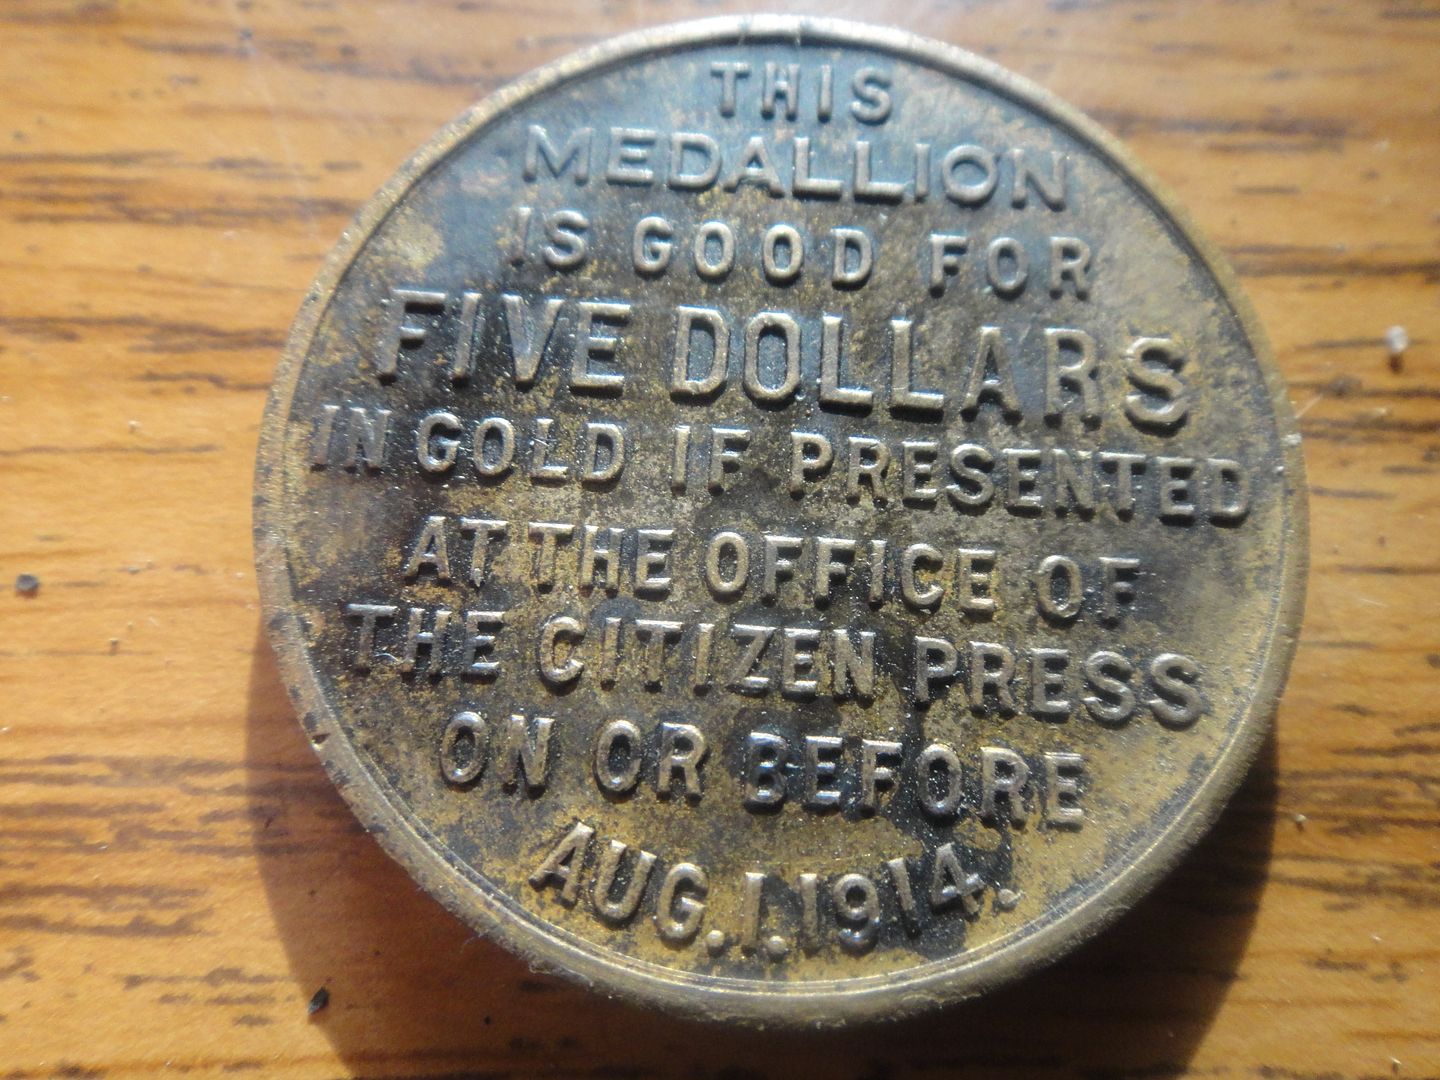 THIS
MEDALLION
IS GOOD FOR
FIVE DOLLARS
IN GOLD IF PRESENTED
AT THE OFFICE OF
THE CITIZEN PRESS
ON OR BEFORE
AUG. 1. 1914.